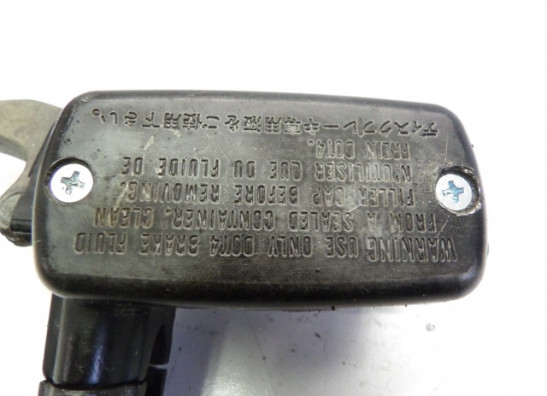 WARNING USE ONLY DOT4 BRAKE FLUID
FROM A SEALED CONTAINER. CLEAN
FILLER CAP BEFORE REMOVING.
N'UTILISER QUE DU FLUIDE DE
FREIN DOT4.
ディスクブレーキ専用液をご使用下さい。